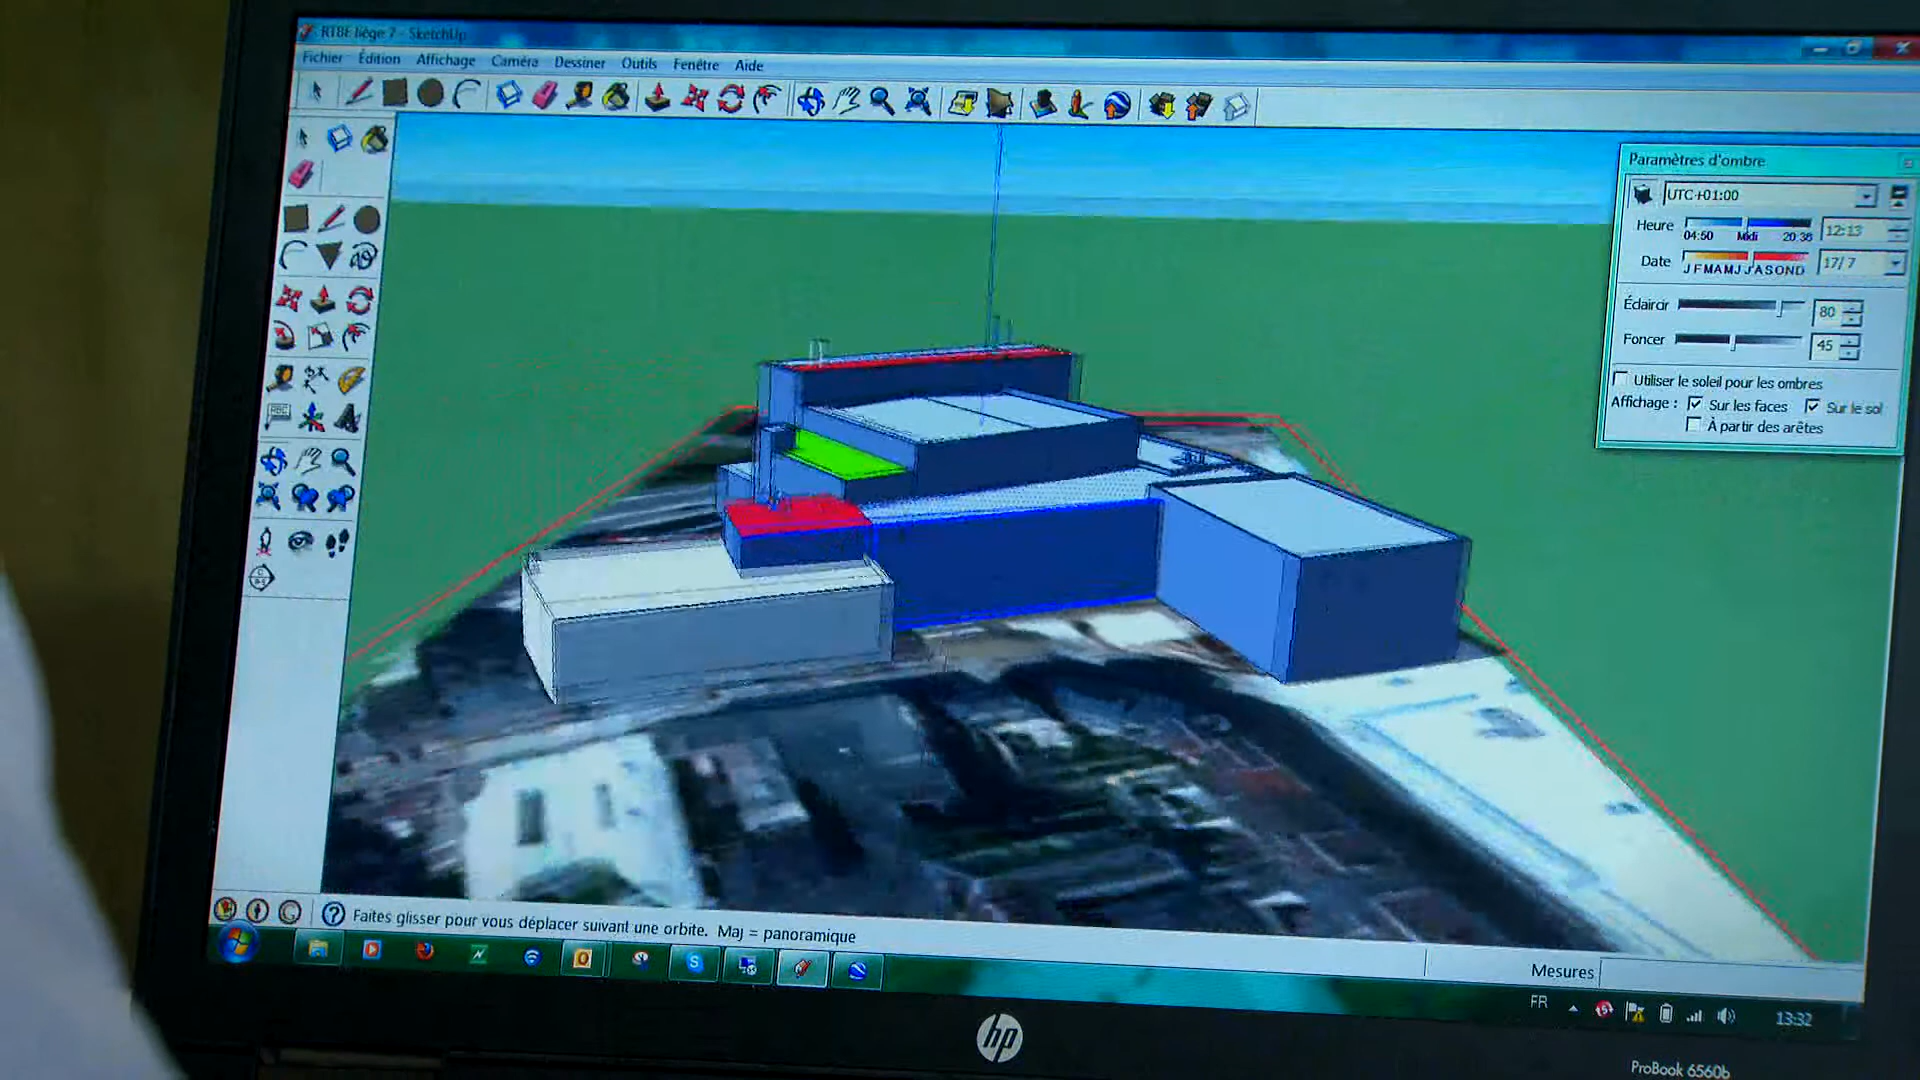 RTBF liège 7 - SketchUp
Fichier Édition Affichage Caméra Dessiner Outils Fenêtre Aide
Paramètres d'ombre
UTC+01:00
Heure 04:50 Midi 20:36 12:13
Date J F M A M J J A S O N D 17/7
Éclaircir 80
Foncer 45
Utiliser le soleil pour les ombres
Affichage : Sur les faces Sur le sol
À partir des arêtes
Faites glisser pour vous déplacer suivant une orbite. Maj = panoramique
Mesures
FR 13:32
hp
ProBook 6560b